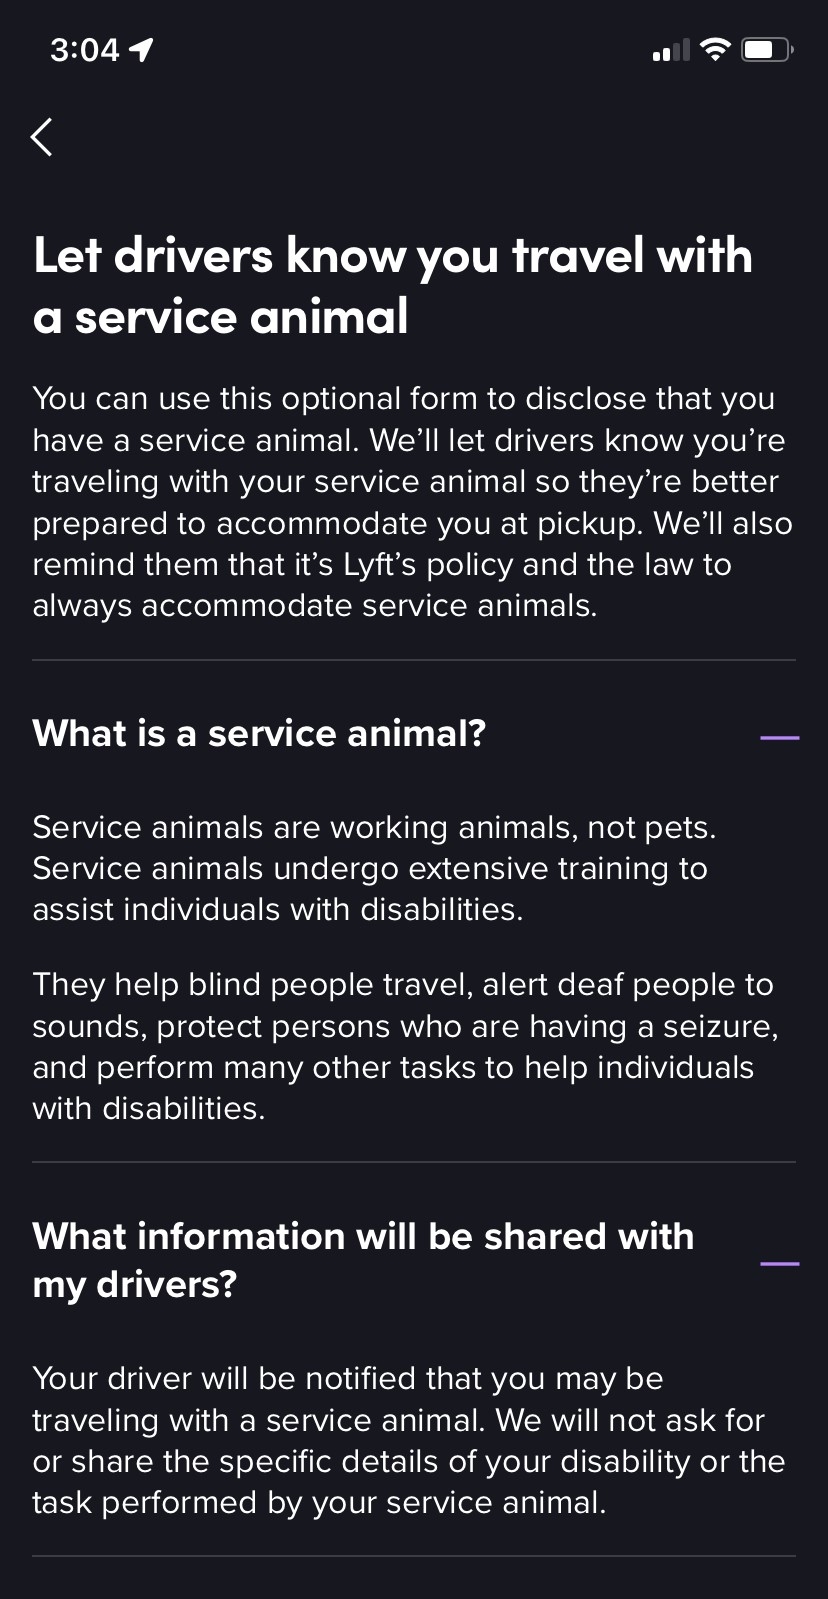 3:04
Let drivers know you travel with
a service animal
You can use this optional form to disclose that you
have a service animal. We’ll let drivers know you’re
traveling with your service animal so they’re better
prepared to accommodate you at pickup. We’ll also
remind them that it’s Lyft’s policy and the law to
always accommodate service animals.
What is a service animal?
Service animals are working animals, not pets.
Service animals undergo extensive training to
assist individuals with disabilities.
They help blind people travel, alert deaf people to
sounds, protect persons who are having a seizure,
and perform many other tasks to help individuals
with disabilities.
What information will be shared with
my drivers?
Your driver will be notified that you may be
traveling with a service animal. We will not ask for
or share the specific details of your disability or the
task performed by your service animal.